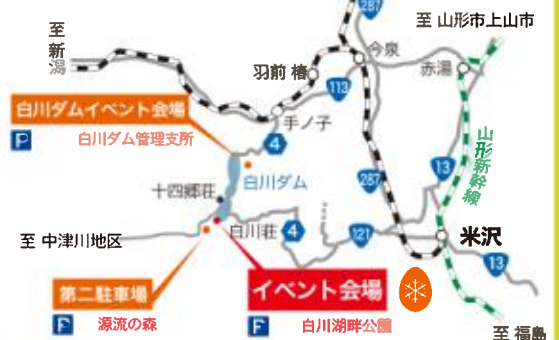 287
至 山形市上山市
至 新潟
今泉
羽前 椿
赤湯
113
白川ダムイベント会場
手ノ子
P
白川ダム管理支所
4
山形新幹線
13
白川ダム
287
十四郷荘
白川荘
4
121
米沢
至 中津川地区
13
第二駐車場
イベント会場
P
源流の森
P
白川湖畔公園
至 福島